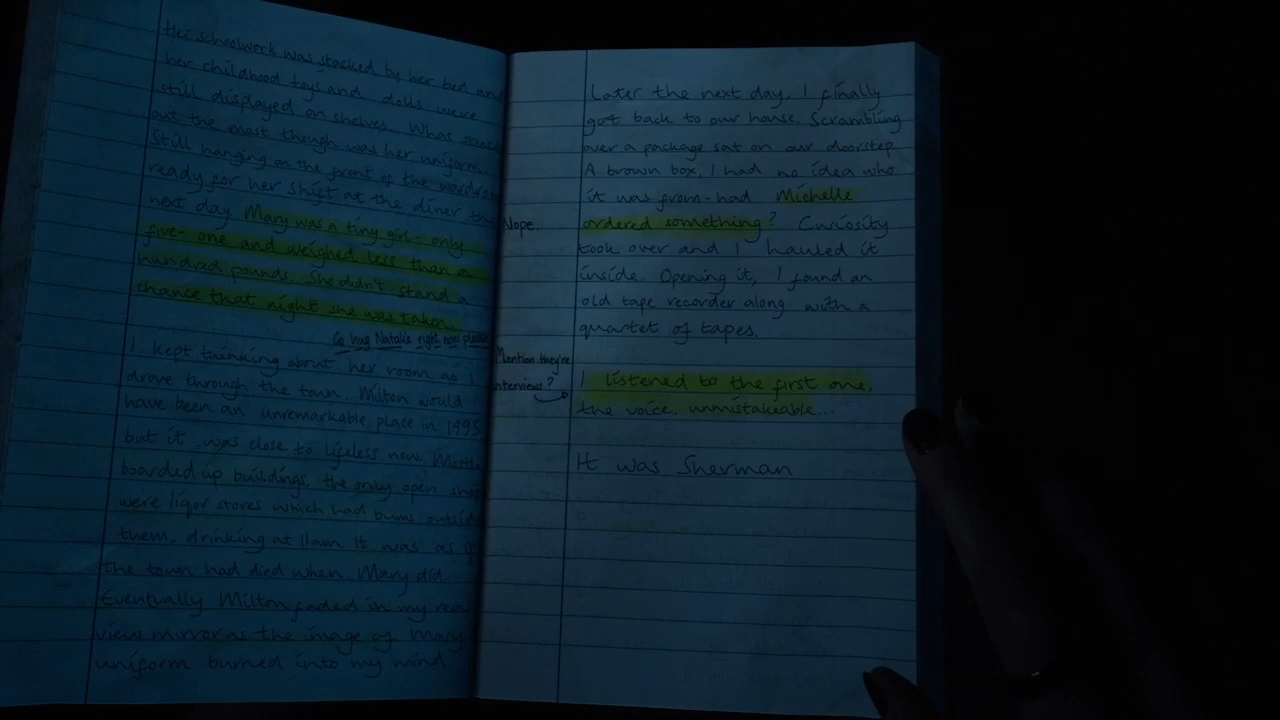 Her schoolwork was stacked by her bed and
her childhood toys and dolls were
still displayed on shelves. What stuck
out the most though was her uniform
Still hanging on the front of the wardrobe
ready for her shift at the diner the
next day Mary was a tiny girl - only
five-one and weighed less than a
hundred pounds. She didn't stand a
chance that night she was taken.
Go hug Natalie right now please
I kept thinking about her room as I
drove through the town. Milton would
have been an unremarkable place in 1995
but it was close to lifeless now. Mostly
boarded up buildings, the only open
were liqor stores which had bums outside
them, drinking at 11am It was as if
the town had died when Mary did.
Eventually Milton faded in my rear
view mirror as the image of Mary
uniform burned into my mind
Later the next day, I finally
got back to our house. Scrambling
over a package sat on our doorstep
A brown box, I had no idea who
it was from - had Michelle
Nope..
ordered something? Curiosity
took over and I hauled it
inside. Opening it, I found an
old tape recorder along with a
quartet of tapes.
Mention they're
interviews?
I listened to the first one,
the voice, unmistakeable...
It was Sherman